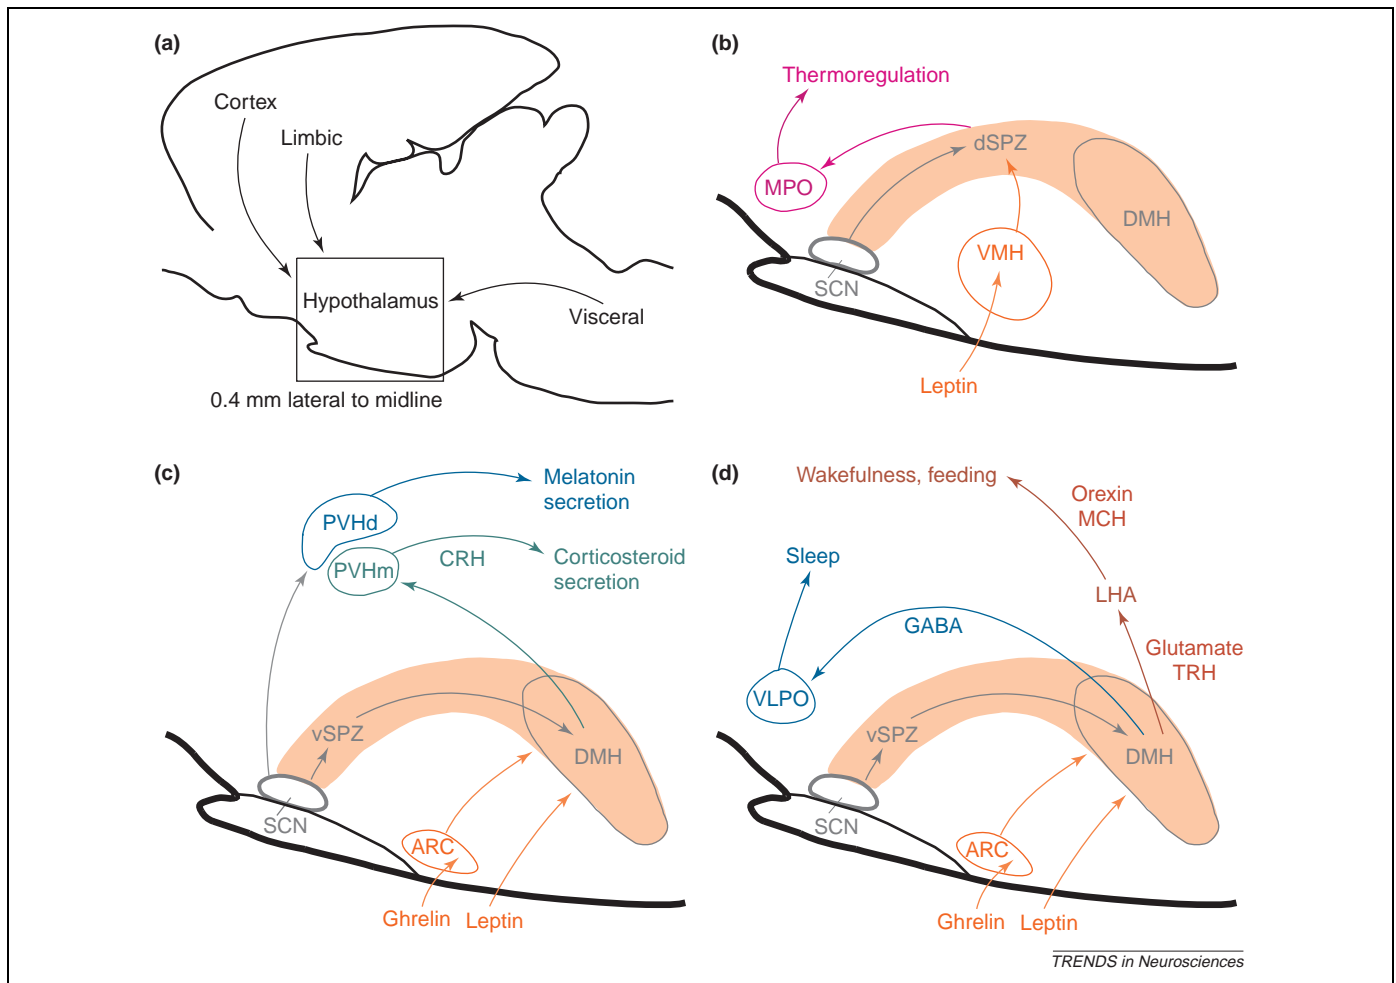 (a)
Cortex
Limbic
Hypothalamus
Visceral
0.4 mm lateral to midline
(b)
Thermoregulation
dSPZ
MPO
DMH
VMH
SCN
Leptin
(c)
Melatonin
secretion
PVHd
CRH
Corticosteroid
secretion
PVHm
vSPZ
DMH
SCN
ARC
Ghrelin
Leptin
(d)
Wakefulness, feeding
Orexin
MCH
Sleep
LHA
GABA
Glutamate
TRH
VLPO
vSPZ
DMH
SCN
ARC
Ghrelin
Leptin
TRENDS in Neurosciences